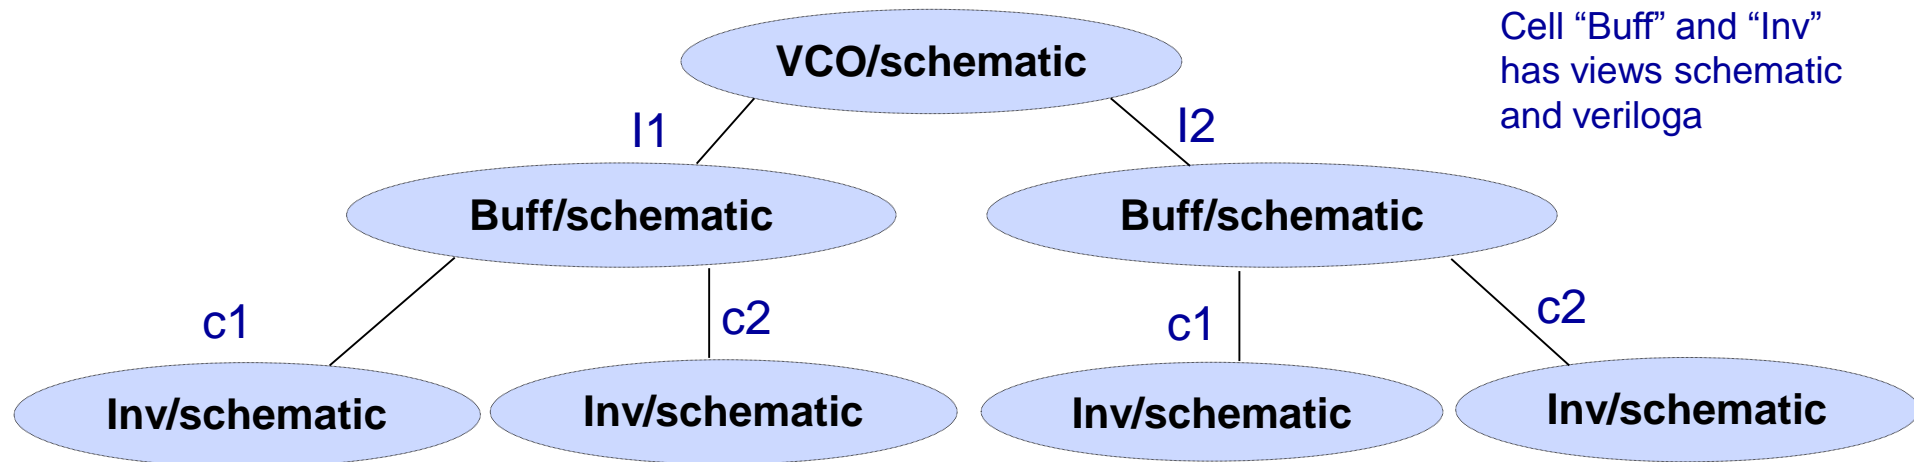 Cell “Buff” and “Inv”
has views schematic
and veriloga
VCO/schematic
I1
I2
Buff/schematic
Buff/schematic
c1
c2
c1
c2
Inv/schematic
Inv/schematic
Inv/schematic
Inv/schematic